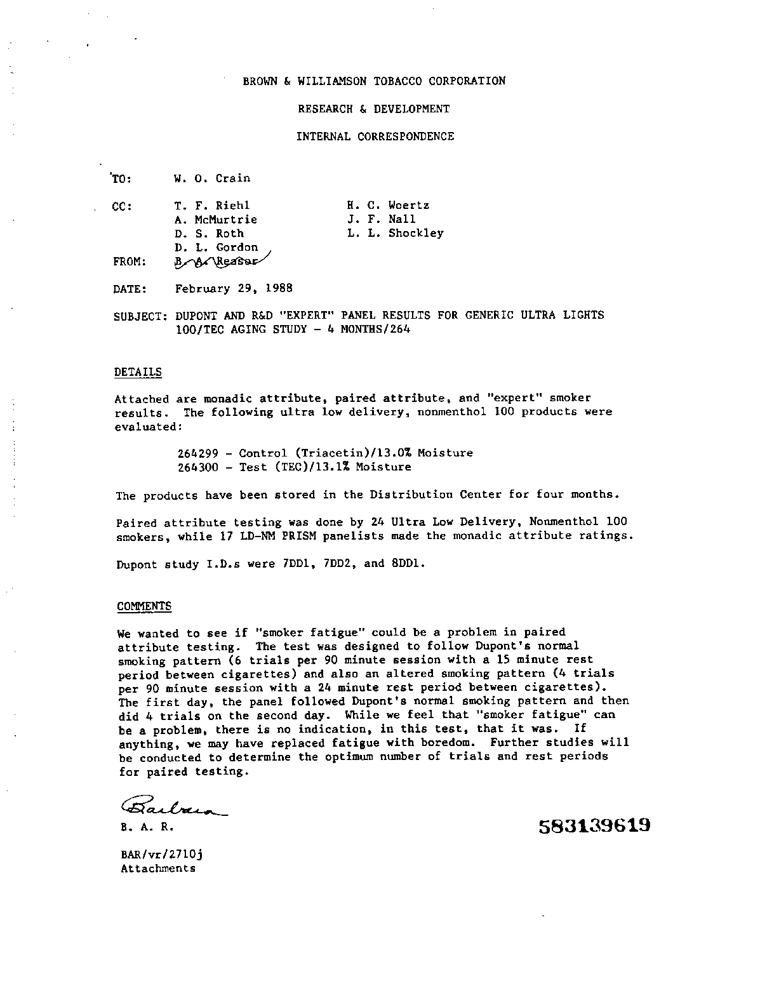 BROWN & WILLIAMSON TOBACCO CORPORATION
RESEARCH & DEVELOPMENT
INTERNAL CORRESPONDENCE
TO: W. O. Crain
CC: T. F. Riehl H. C. Woertz
A. McMurtrie J. F. Nall
D. S. Roth L. L. Shockley
D. L. Gordon
FROM: B. A. Reasor
DATE: February 29, 1988
SUBJECT: DUPONT AND R&D "EXPERT" PANEL RESULTS FOR GENERIC ULTRA LIGHTS
100/TEC AGING STUDY - 4 MONTHS/264
DETAILS
Attached are monadic attribute, paired attribute, and "expert" smoker
results. The following ultra low delivery, nonmenthol 100 products were
evaluated:
264299 - Control (Triacetin)/13.0% Moisture
264300 - Test (TEC)/13.1% Moisture
The products have been stored in the Distribution Center for four months.
Paired attribute testing was done by 24 Ultra Low Delivery, Nonmenthol 100
smokers, while 17 LD-NM PRISM panelists made the monadic attribute ratings.
Dupont study I.D.s were 7DD1, 7DD2, and 8DD1.
COMMENTS
We wanted to see if "smoker fatigue" could be a problem in paired
attribute testing. The test was designed to follow Dupont's normal
smoking pattern (6 trials per 90 minute session with a 15 minute rest
period between cigarettes) and also an altered smoking pattern (4 trials
per 90 minute session with a 24 minute rest period between cigarettes).
The first day, the panel followed Dupont's normal smoking pattern and then
did 4 trials on the second day. While we feel that "smoker fatigue" can
be a problem, there is no indication, in this test, that it was. If
anything, we may have replaced fatigue with boredom. Further studies will
be conducted to determine the optimum number of trials and rest periods
for paired testing.
Barbara
B. A. R.
583139619
BAR/vr/2710j
Attachments